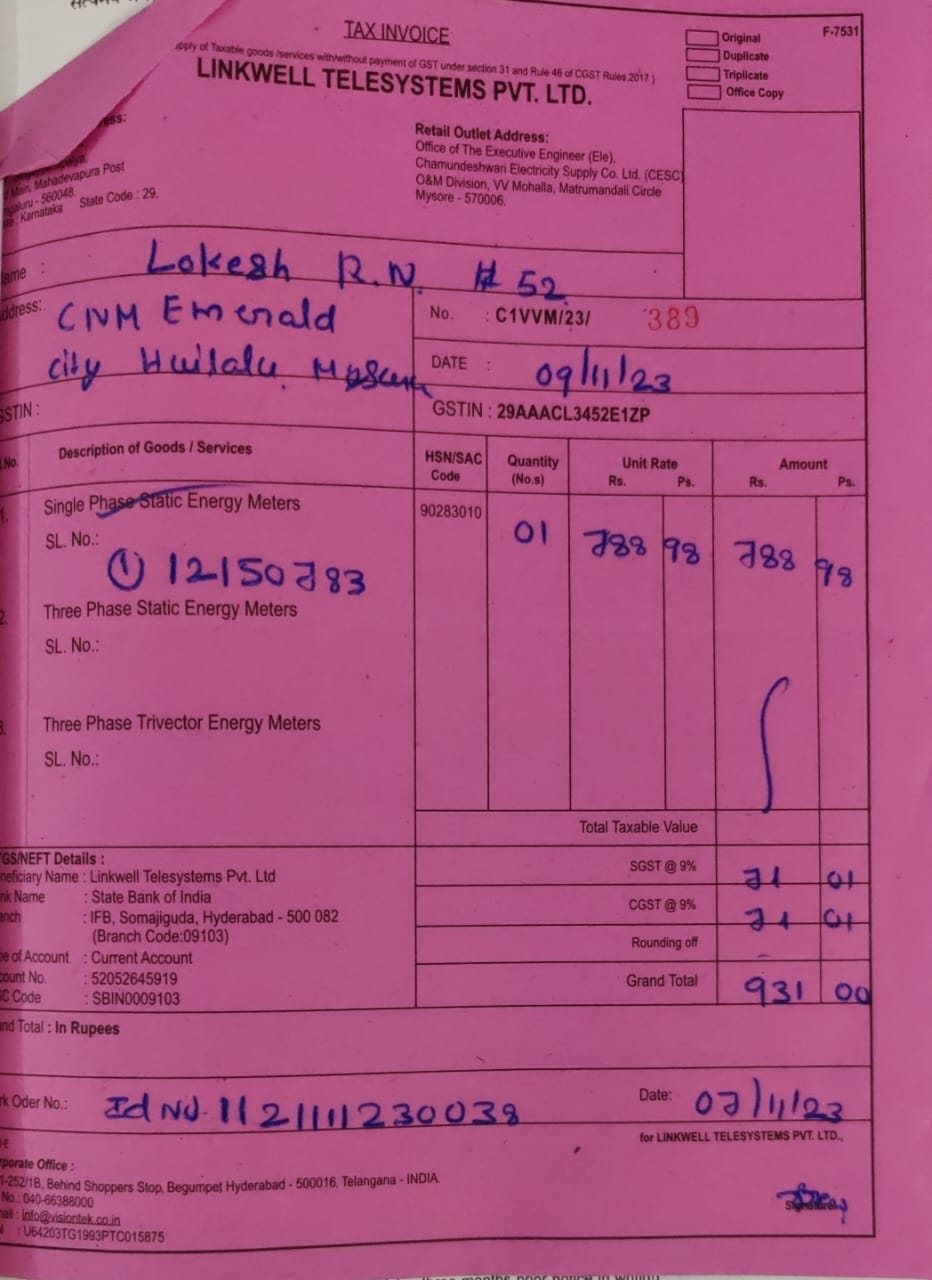 TAX INVOICE
F-7531
Original
Duplicate
Triplicate
Office Copy
pply of Taxable goods /services with/without payment of GST under section 31 and Rule 46 of CGST Rules,2017 )
LINKWELL TELESYSTEMS PVT. LTD.
ess:
Main, Mahadevapura Post
- 560048.
Karnataka State Code : 29.
Retail Outlet Address:
Office of The Executive Engineer (Ele),
Chamundeshwari Electricity Supply Co. Ltd. (CESC)
O&M Division, VV Mohalla, Matrumandali Circle
Mysore - 570006.
ame : Lokesh R.N. # 52
ddress: CNM Emerald
City Huilalu
No. : C1VVM/23/ 389
DATE : 09/11/23
GSTIN : 
GSTIN : 29AAACL3452E1ZP
No. Description of Goods / Services HSN/SAC Code Quantity (No.s) Unit Rate Rs. Ps. Amount Rs. Ps.
1. Single Phase Static Energy Meters 90283010 01 788 98 788 98
SL. No.:
① 12150783
2. Three Phase Static Energy Meters
SL. No.:
3. Three Phase Trivector Energy Meters
SL. No.:
Total Taxable Value
SGST @ 9% 71 01
CGST @ 9% 71 01
Rounding off -
Grand Total 931 00
TGS/NEFT Details :
neficiary Name : Linkwell Telesystems Pvt. Ltd
nk Name : State Bank of India
anch : IFB, Somajiguda, Hyderabad - 500 082
(Branch Code:09103)
e of Account : Current Account
count No. : 52052645919
C Code : SBIN0009103
nd Total : In Rupees
rk Oder No.: Id No. 112111230038
Date: 07/11/23
for LINKWELL TELESYSTEMS PVT. LTD.,
rporate Office :
1-252/1B, Behind Shoppers Stop, Begumpet Hyderabad - 500016, Telangana - INDIA
No.: 040-66388000
ail : info@visiontek.co.in
: U64203TG1993PTC015875
Signature